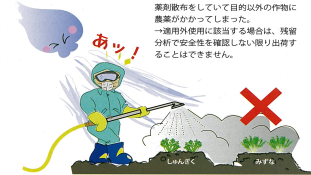 薬剤散布をしていて目的以外の作物に
農薬がかかってしまった。
→適用外使用に該当する場合は、残留
分析で安全性を確認しない限り出荷す
ることはできません。
あッ!
しゅんぎく
みずな